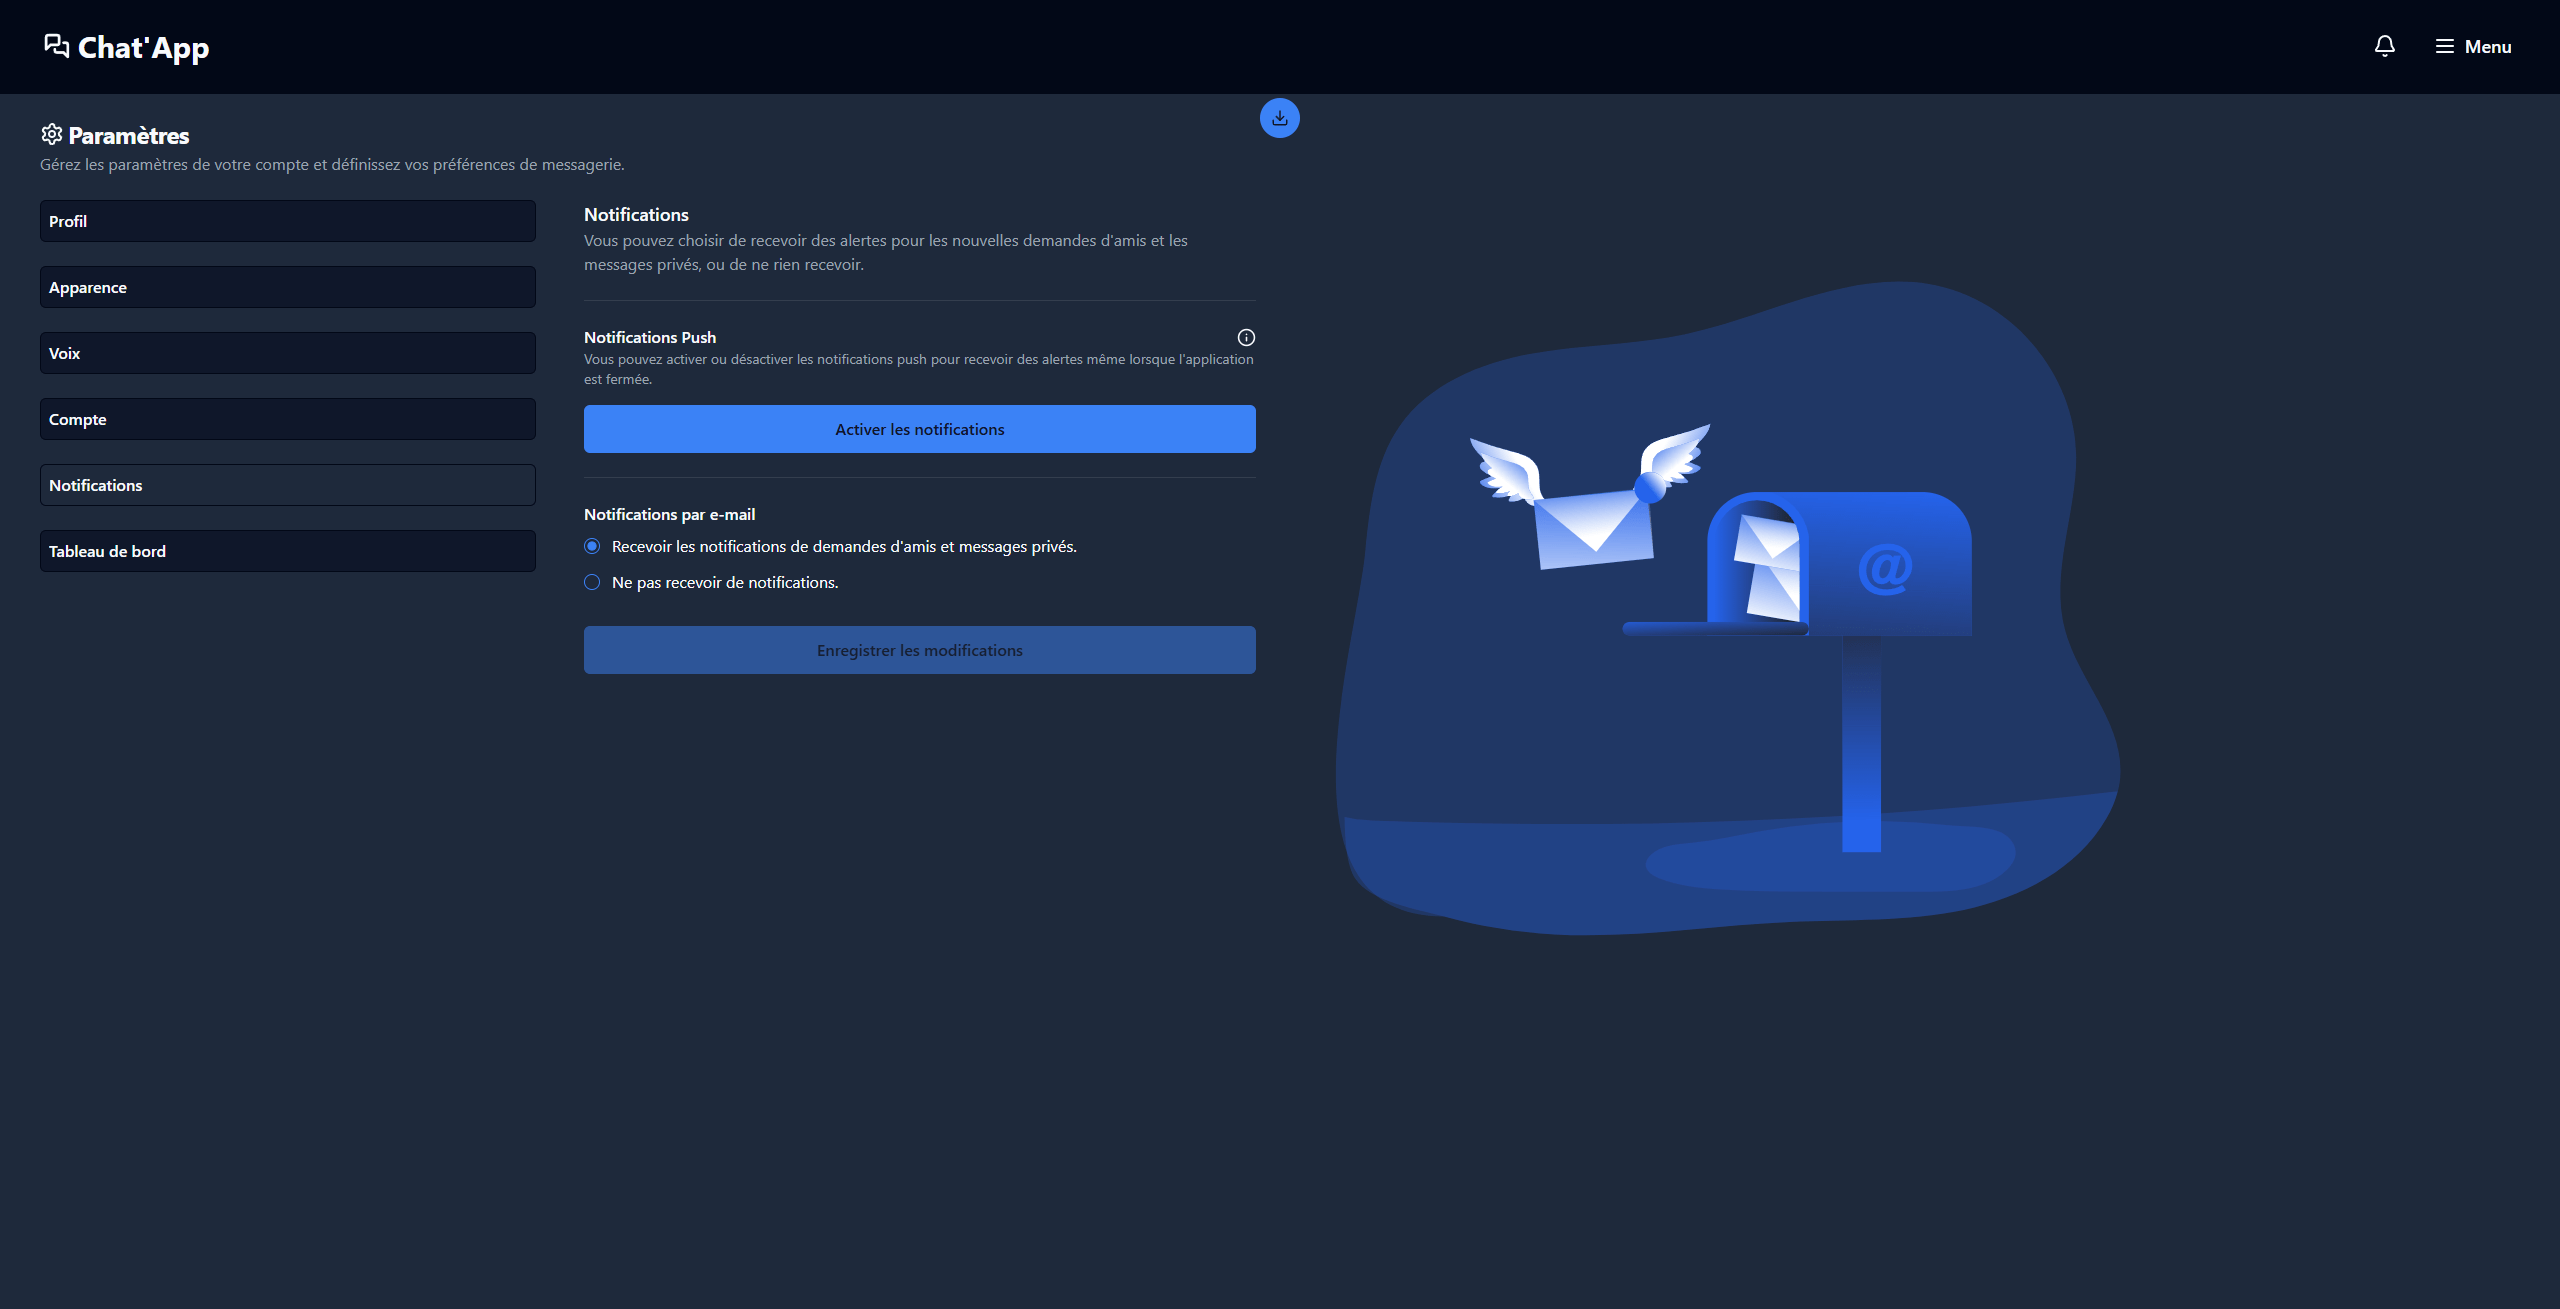 Chat'App
Menu
Paramètres
Gérez les paramètres de votre compte et définissez vos préférences de messagerie.
Profil
Apparence
Voix
Compte
Notifications
Tableau de bord
Notifications
Vous pouvez choisir de recevoir des alertes pour les nouvelles demandes d'amis et les
messages privés, ou de ne rien recevoir.
Notifications Push
Vous pouvez activer ou désactiver les notifications push pour recevoir des alertes même lorsque l'application
est fermée.
Activer les notifications
Notifications par e-mail
Recevoir les notifications de demandes d'amis et messages privés.
Ne pas recevoir de notifications.
Enregistrer les modifications
@